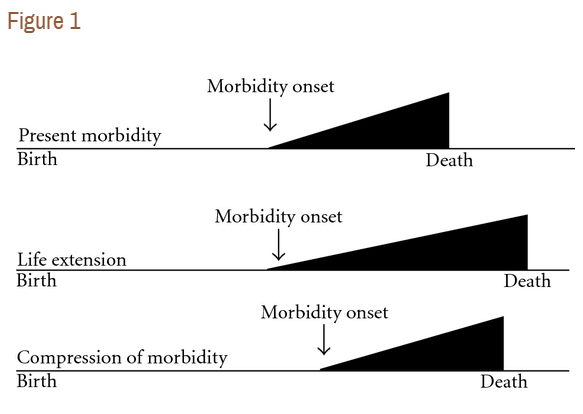 Figure 1
Morbidity onset
Present morbidity
Birth
Death
Morbidity onset
Life extension
Birth
Death
Morbidity onset
Compression of morbidity
Birth
Death